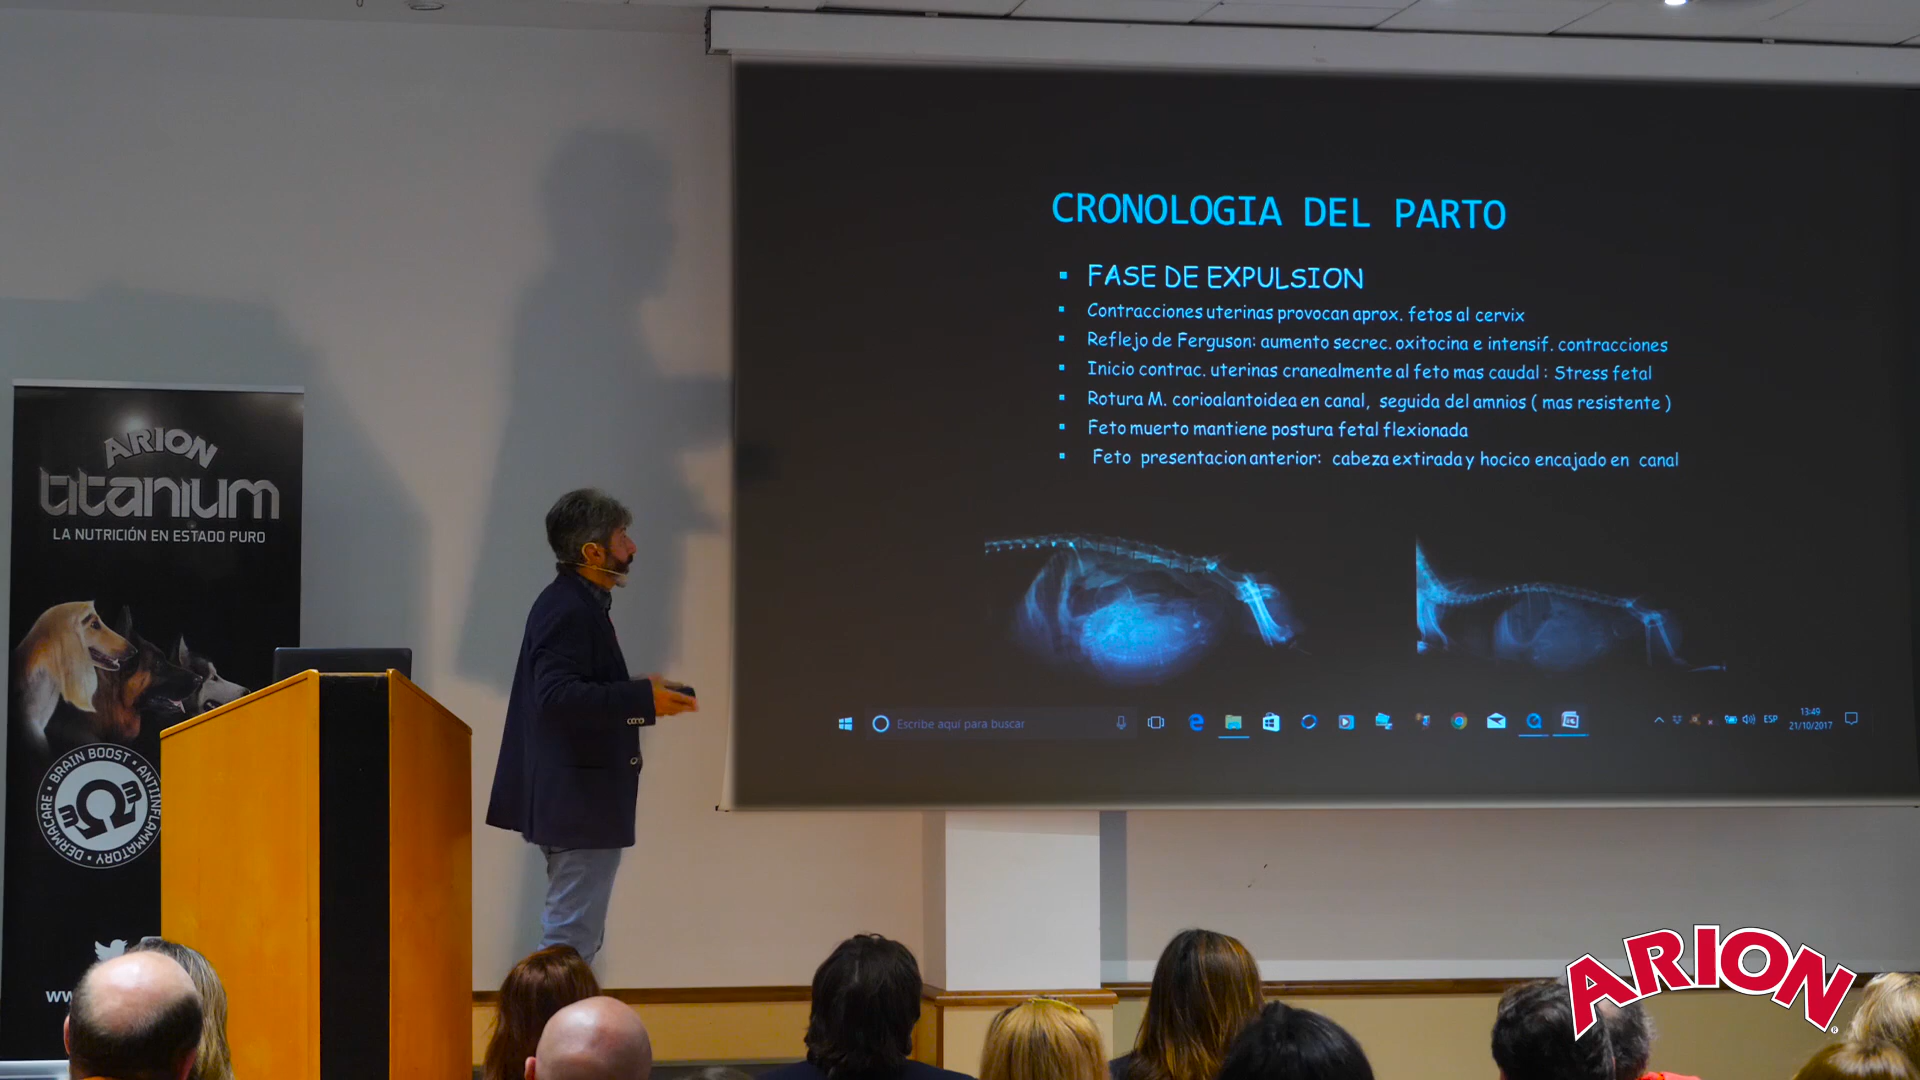 CRONOLOGIA DEL PARTO
FASE DE EXPULSION
Contracciones uterinas provocan aprox. fetos al cervix
Reflejo de Ferguson: aumento secrec. oxitocina e intensif. contracciones
Inicio contrac. uterinas cranealmente al feto mas caudal : Stress fetal
Rotura M. corioalantoidea en canal, seguida del amnios ( mas resistente )
Feto muerto mantiene postura fetal flexionada
Feto presentacion anterior: cabeza extirada y hocico encajado en canal
Escribe aquí para buscar
ESP
13:49
21/10/2017
ARION
titanium
LA NUTRICIÓN EN ESTADO PURO
BRAIN BOOST • ANTIINFLAMMATORY • DERMACARE •
3Ω3
ww
ARION®